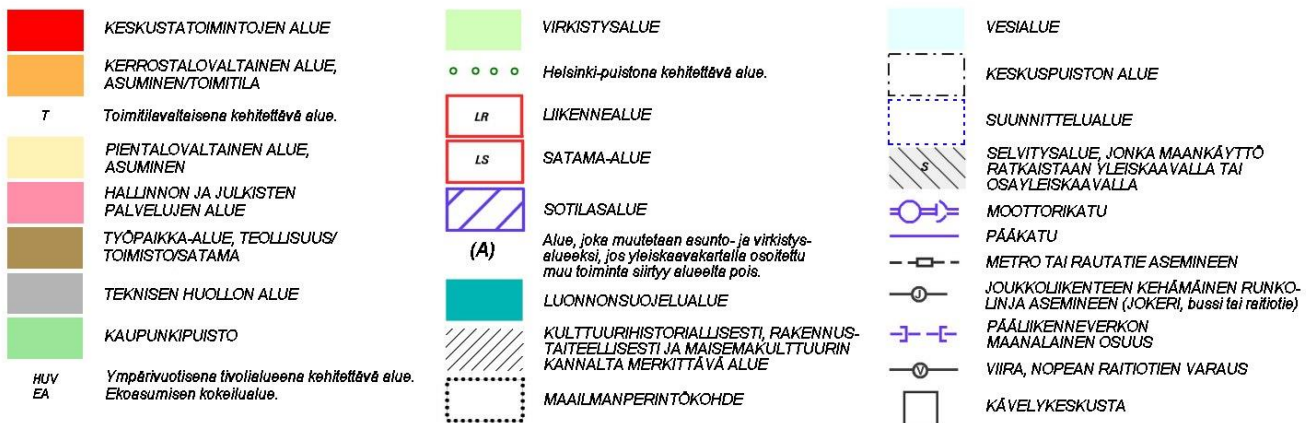 KESKUSTATOIMINTOJEN ALUE
KERROSTALOVALTAINEN ALUE,
ASUMINEN/TOIMITILA
T Toimitilavaltaisena kehitettävä alue.
PIENTALOVALTAINEN ALUE,
ASUMINEN
HALLINNON JA JULKISTEN
PALVELUJEN ALUE
TYÖPAIKKA-ALUE, TEOLLISUUS/
TOIMISTO/SATAMA
TEKNISEN HUOLLON ALUE
KAUPUNKIPUISTO
HUV Ympärivuotisena tivolialueena kehitettävä alue.
EA Ekoasumisen kokeilualue.
VIRKISTYSALUE
Helsinki-puistona kehitettävä alue.
LR LIIKENNEALUE
LS SATAMA-ALUE
SOTILASALUE
(A) Alue, joka muutetaan asunto- ja virkistys-
alueeksi, jos yleiskaavakartalla osoitettu
muu toiminta siirtyy alueelta pois.
LUONNONSUOJELUALUE
KULTTUURIHISTORIALLISESTI, RAKENNUS-
TAITEELLISESTI JA MAISEMAKULTTUURIN
KANNALTA MERKITTÄVÄ ALUE
MAAILMANPERINTÖKOHDE
VESIALUE
KESKUSPUISTON ALUE
SUUNNITTELUALUE
S SELVITYSALUE, JONKA MAANKÄYTTÖ
RATKAISTAAN YLEISKAAVALLA TAI
OSAYLEISKAAVALLA
MOOTTORIKATU
PÄÄKATU
METRO TAI RAUTATIE ASEMINEEN
J JOUKKOLIIKENTEEN KEHÄMÄINEN RUNKO-
LINJA ASEMINEEN (JOKERI, bussi tai raitiotie)
PÄÄLIIKENNEVERKON
MAANALAINEN OSUUS
V VIIRA, NOPEAN RAITIOTIEN VARAUS
KÄVELYKESKUSTA